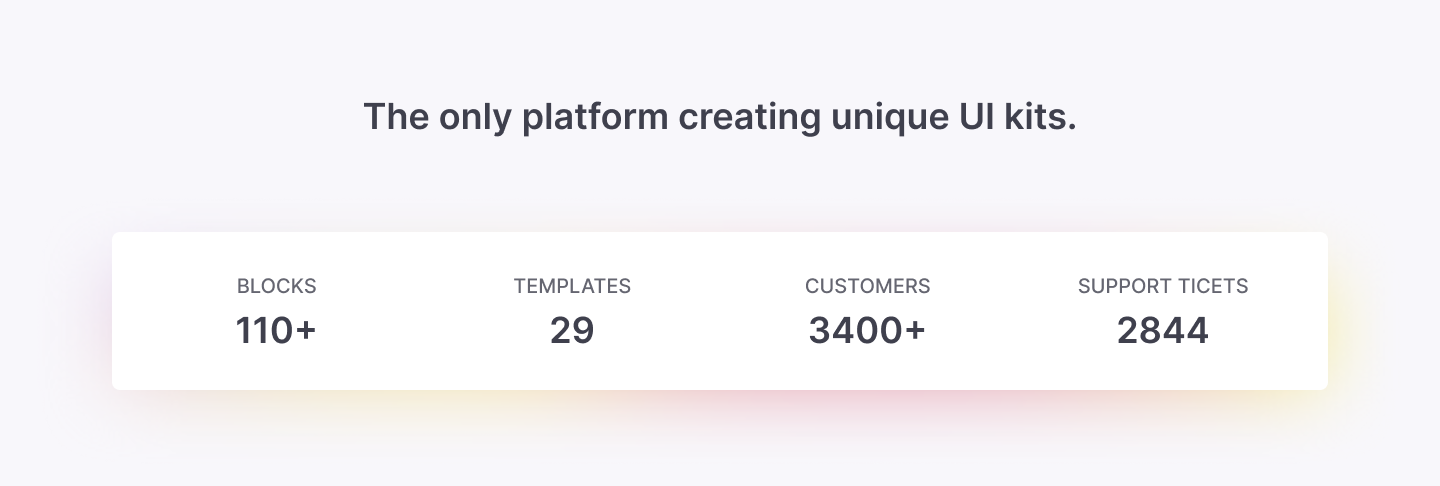 The only platform creating unique UI kits.
BLOCKS
110+
TEMPLATES
29
CUSTOMERS
3400+
SUPPORT TICETS
2844